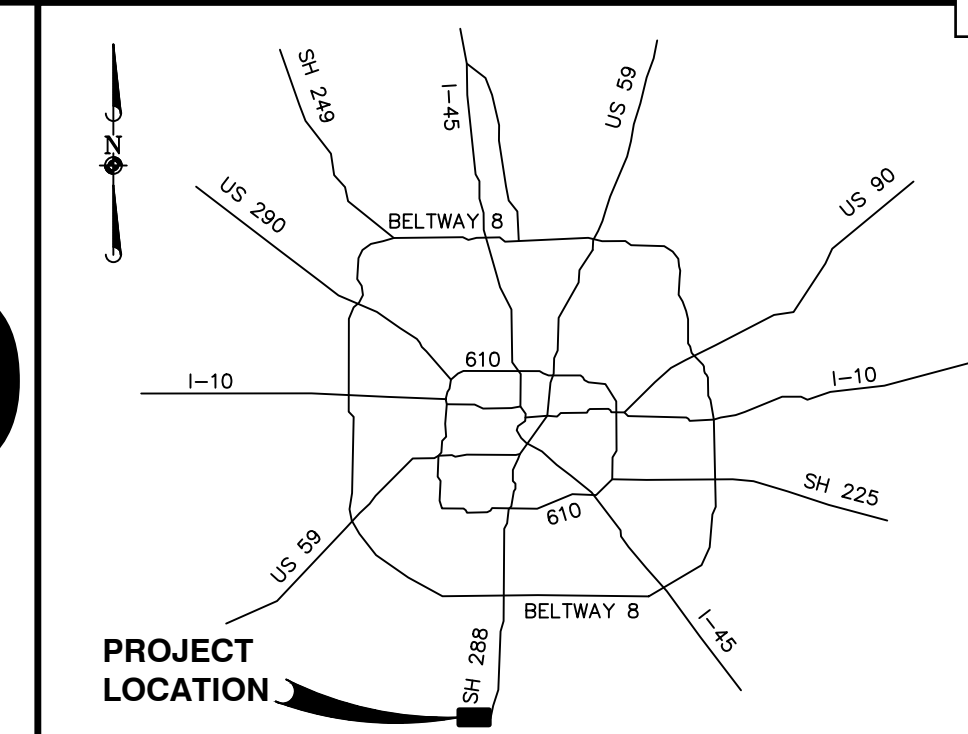 SH 249
I-45
US 59
N
US 290
US 90
BELTWAY 8
610
I-10
I-10
SH 225
610
US 59
BELTWAY 8
I-45
SH 288
PROJECT
LOCATION